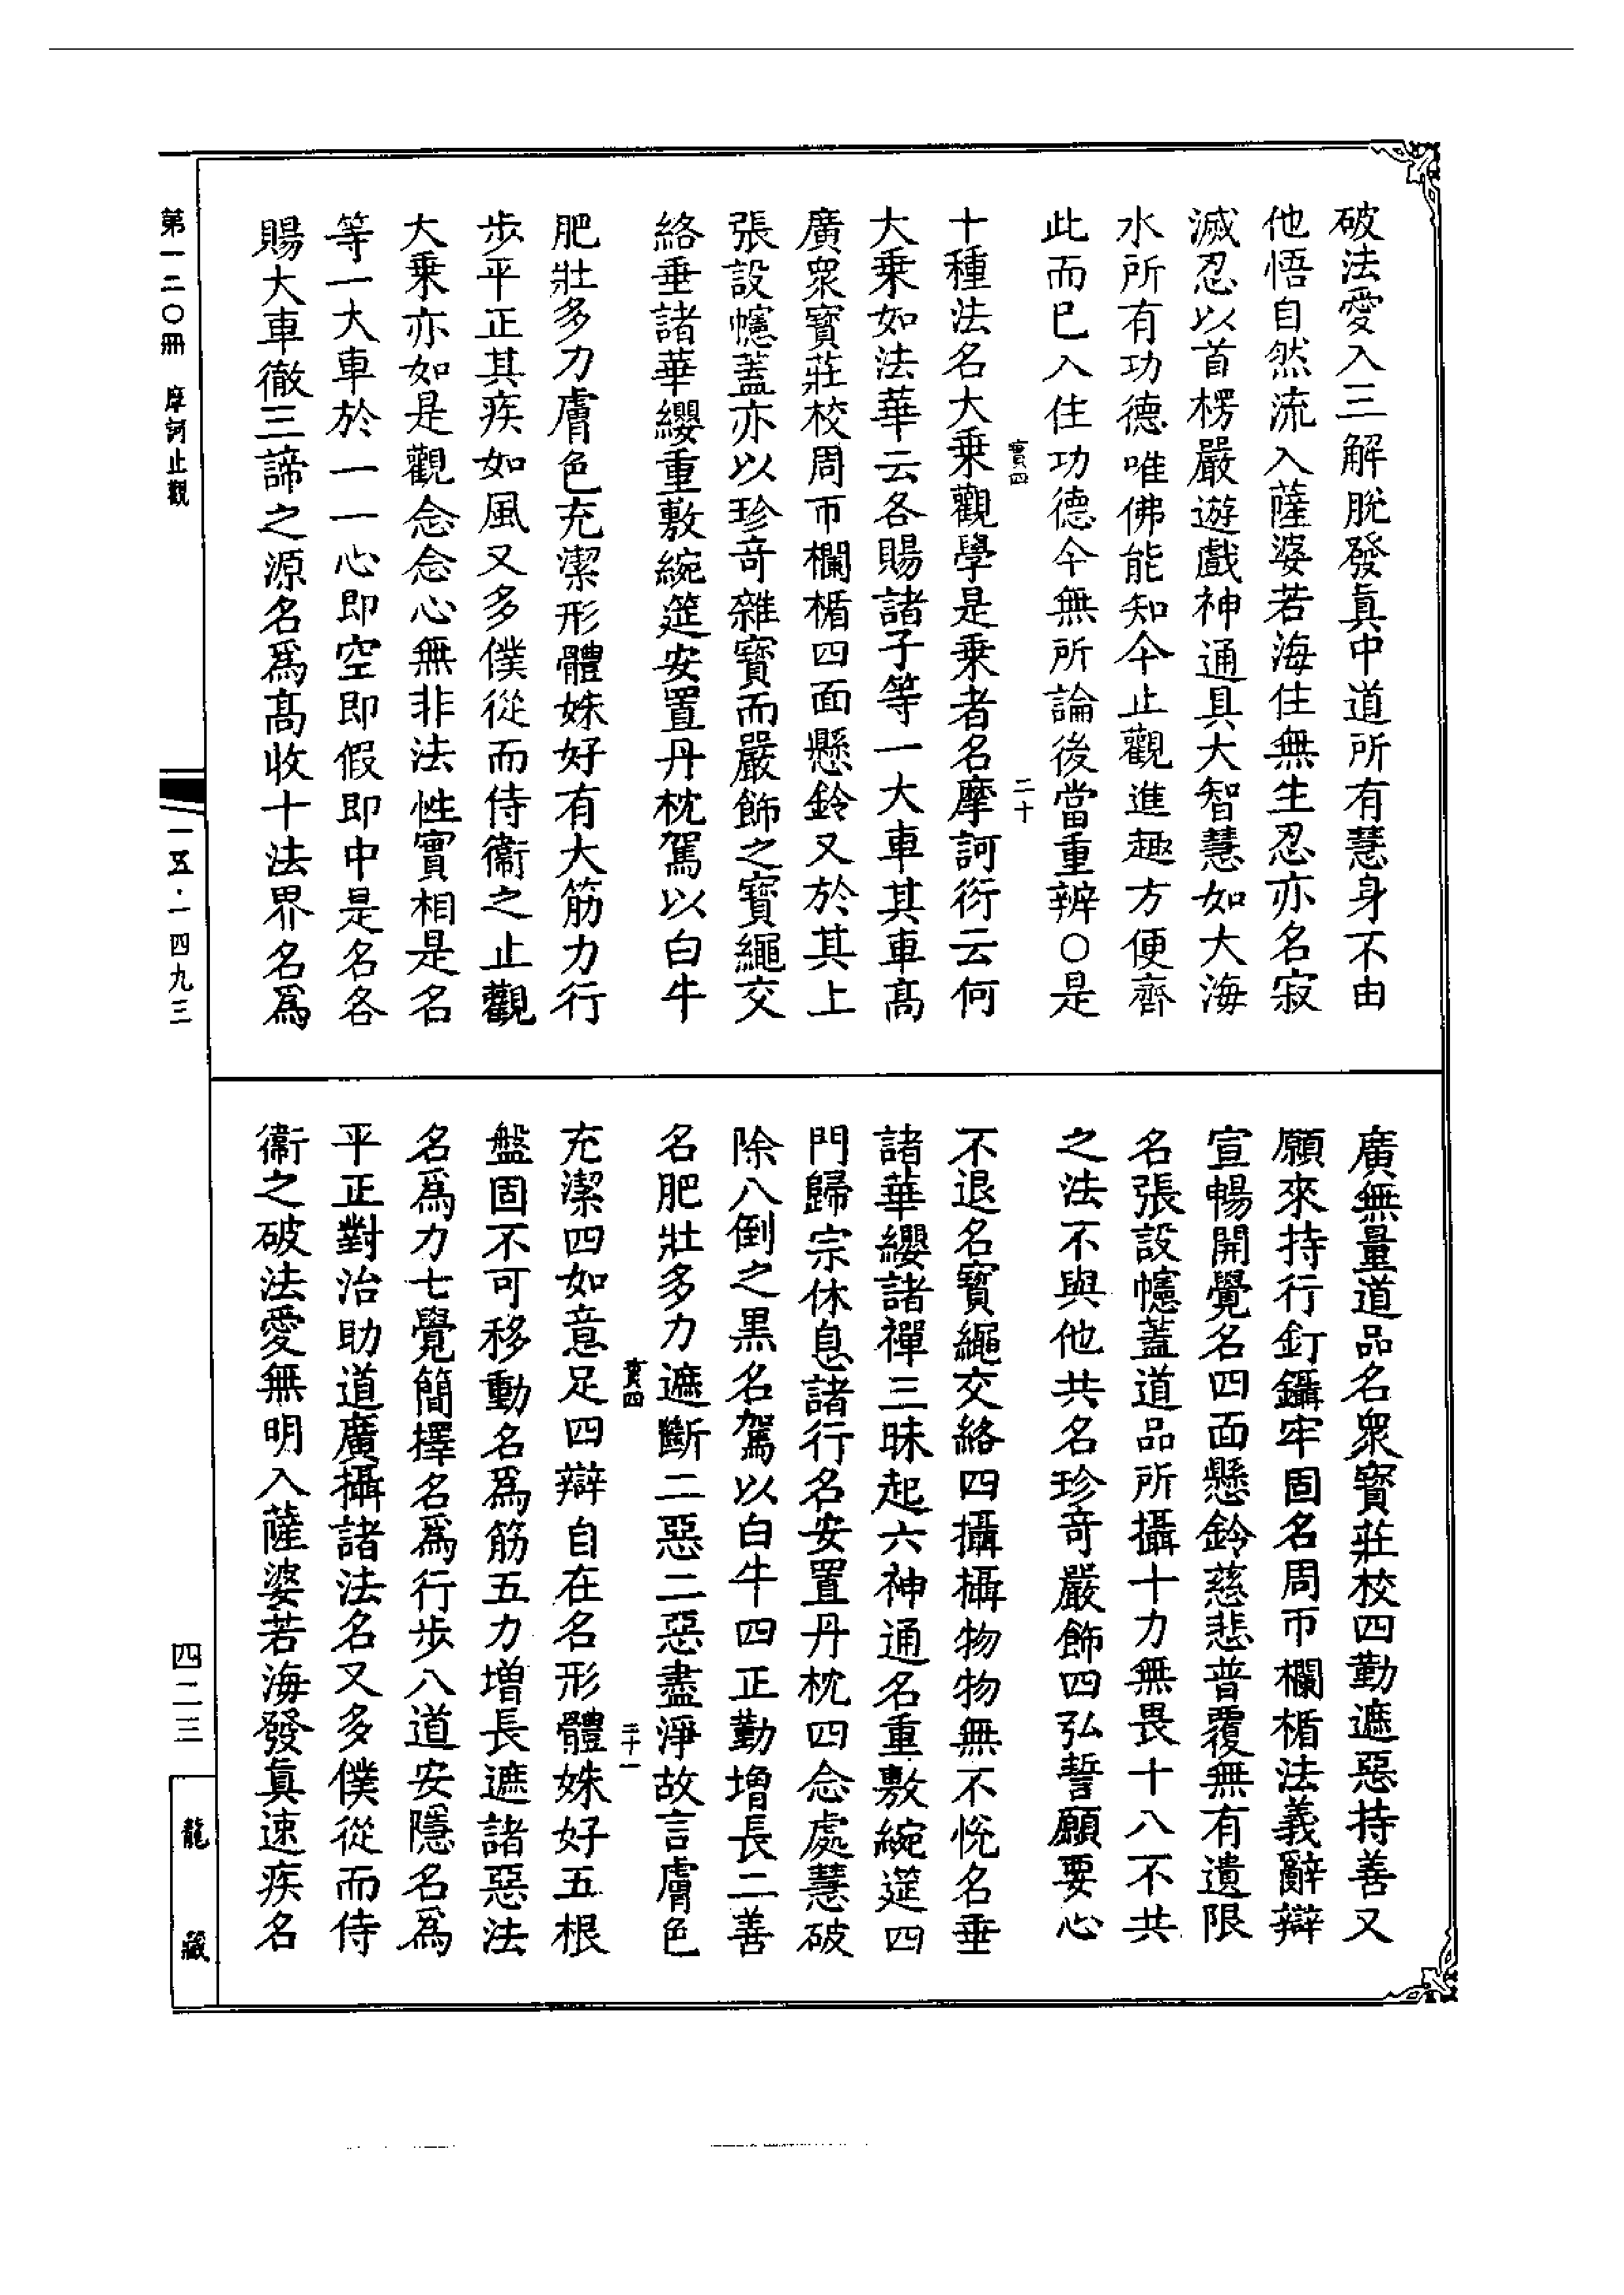 破法愛入三解脫發眞中道所有慧身不由
他悟自然流入薩婆若海住無生忍亦名寂
滅忍以首楞嚴遊戲神通具大智慧如大海
水所有功德唯佛能知今止觀進趣方便齊
此而已入住功德今無所論後當重辨○是
實四
二十
十種法名大乗觀學是乗者名摩訶衍云何
大乗如法華云各賜諸子等一大車其車高
廣衆寶莊校周帀欄楯四面懸鈴又於其上
張設幰蓋亦以珍奇雜寶而嚴飾之寶繩交
絡垂諸華纓重敷綩筵安置丹枕駕以白牛
肥壯多力膚色充潔形體姝好有大筋力行
步平正其疾如風又多僕從而侍衞之止觀
大乗亦如是觀念念心無非法性實相是名
等一大車於一一心即空即假即中是名各
賜大車徹三諦之源名爲高收十法界名爲
廣無量道品名衆寶莊校四勤遮惡持善又
願來持行釘鑷牢固名周帀欄楯法義辭辯
宣暢開覺名四面懸鈴慈悲普覆無有遺限
名張設幰蓋道品所攝十力無畏十八不共
之法不與他共名珍奇嚴飾四弘誓願要心
不退名寶繩交絡四攝攝物物無不悅名垂
諸華纓諸禪三昧起六神通名重敷綩筵四
門歸宗休息諸行名安置丹枕四念處慧破
除八倒之黑名駕以白牛四正勤增長二善
名肥壯多力遮斷二惡二惡盡淨故言膚色
實四
二十一
充潔四如意足四辯自在名形體姝好五根
盤固不可移動名爲筋五力增長遮諸惡法
名爲力七覺簡擇名爲行步八道安隱名爲
平正對治助道廣攝諸法名又多僕從而侍
衞之破法愛無明入薩婆若海發眞速疾名
第一二〇冊 摩訶止觀
一五·一四九三
四二三
龍藏